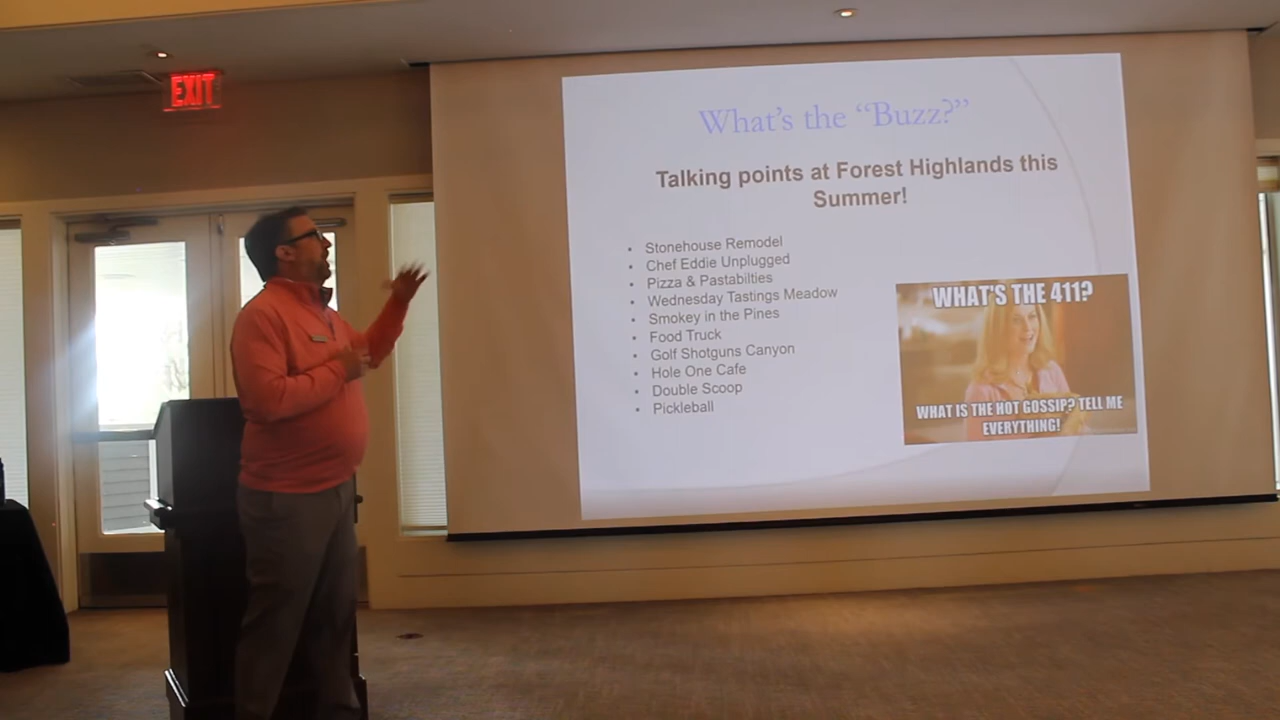 EXIT
What's the “Buzz?”
Talking points at Forest Highlands this
Summer!
• Stonehouse Remodel
• Chef Eddie Unplugged
• Pizza & Pastabilties
• Wednesday Tastings Meadow
• Smokey in the Pines
• Food Truck
• Golf Shotguns Canyon
• Hole One Cafe
• Double Scoop
• Pickleball
WHAT'S THE 411?
WHAT IS THE HOT GOSSIP? TELL ME
EVERYTHING!